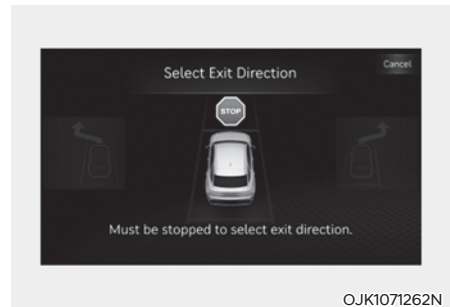 Select Exit Direction
Cancel
STOP
Must be stopped to select exit direction.
OJK1071262N